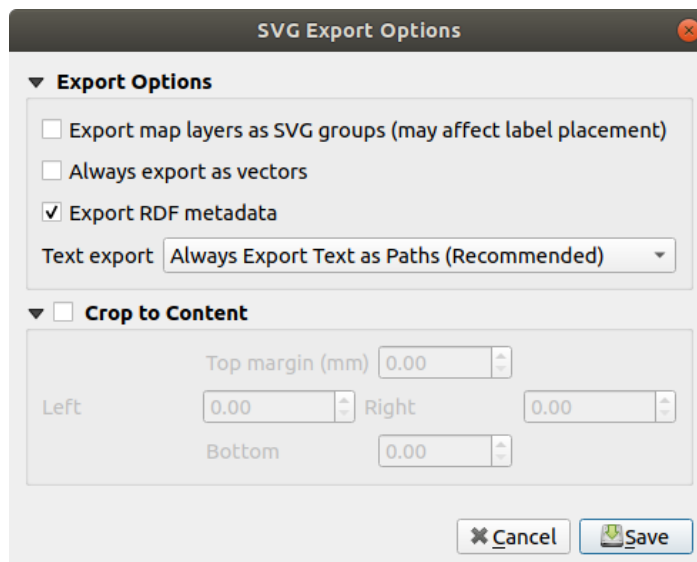 SVG Export Options
Export Options
Export map layers as SVG groups (may affect label placement)
Always export as vectors
Export RDF metadata
Text export Always Export Text as Paths (Recommended)
Crop to Content
Top margin (mm) 0.00
Left 0.00 Right 0.00
Bottom 0.00
Cancel Save